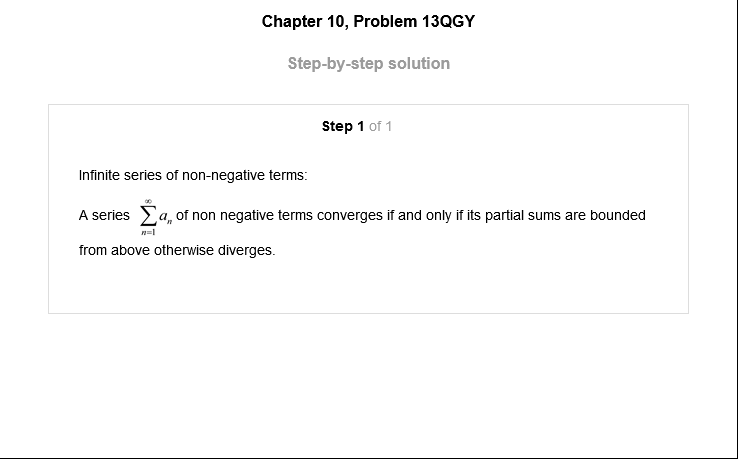 Chapter 10, Problem 13QGY
Step-by-step solution
Step 1 of 1
Infinite series of non-negative terms:
A series $\sum_{n=1}^{\infty} a_n$ of non negative terms converges if and only if its partial sums are bounded
from above otherwise diverges.